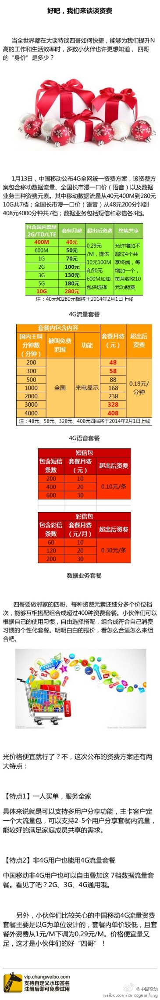 好吧，我们来谈谈资费
当全世界都在大谈特谈四哥如何快捷，能够为我们提升N
高的工作和生活效率时，多数小伙伴也许更想知道， 四哥
的“身价”是多少？
1月13日，中国移动公布4G全网统一资费方案，该资费方
案包含移动数据流量、全国长市漫一口价（语音）以及数据
业务三种资费元素。其中移动数据流量从40元400M到280元
10G共7档；全国长市漫一口价（语音）从48元200分钟到
408元4000分钟共7档；数据业务包括短信和彩信各3档。
包含国内流量 2G/TD/LTE 套餐月费 超出后资费 终端共享
400M 40元
600M 50元
1G 70元
2G 100元
3G 130元
5G 180元
10G 280元
0.29元
/M，提供
10元100M
和50元
600M加油
包供选择
允许增加不
超过4个共
享终端，每
增加一个，
每月收取10
元功能费
注：40元和280元档将于2014年2月1日上线
4G流量套餐
套餐内包含内容 套餐月费（元） 超出后资费
国内主叫分钟数（分钟） 被叫免费范围 功能
200 48
300 58
500 88
1000 168
2000 238
3000 328
4000 408
全国 来电显示 0.19元/分钟
注：48元、58元、328元、408元四档将于2014年2月1日上线
4G语音套餐
短信包
包含短信条数 套餐月费（元） 超出后资费
200 10
400 20 0.10元/条
600 30
彩信包
包含彩信条数 套餐月费（元/月） 超出后资费
60 10
120 20 0.30元/条
200 30
数据业务套餐
四哥要做邻家的四哥。每种资费元素还细分多个价位档
次，能够互相搭配组合成超过400种资费套餐。小伙伴们可以
根据自己的使用习惯，自由选择搭配，组合成符合自己消费
习惯的个性化套餐。明明白白的报价，看怎么合适怎么来组
合吧。
FREE!
SALE
SALE!
光价格便宜就行了？不，这次公布的资费方案还有两
大特点：
【特点1】一人买单，服务全家
具体来说就是可以支持多用户分享功能，主卡客户定
一个大流量包，可以支持2-5个用户分享套餐内流量，
能较好的满足家庭成员共享的需求。
【特点2】非4G用户也能用4G流量套餐
中国移动非4G用户也可以自由叠加这 7档数据流量套
餐。看见了吧？2G、3G、4G通用哦。
另外，小伙伴们比较关心的中国移动4G流量资费
套餐主要是以G为单位设计的，套餐内单价较低，且套
餐外资费从1元/M下调为0.29元/M。价格便宜量又
足，这才是小伙伴们的好“四哥”！
vip.changweibo.com
支持自定义水印签名
注册后即可免费试用
@中国移动
weibo.com/cmccguanfang